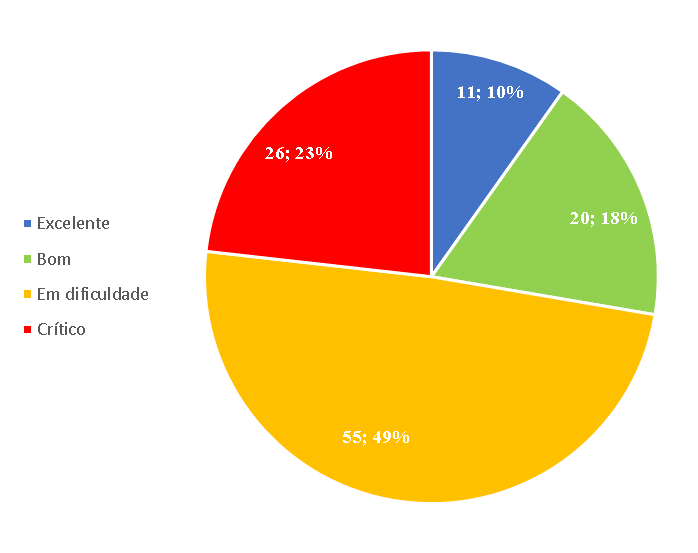 11; 10%
26; 23%
20; 18%
Excelente
Bom
Em dificuldade
Crítico
55; 49%